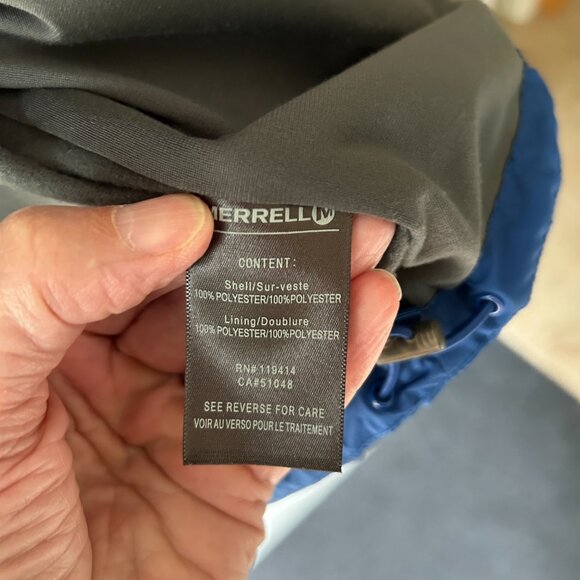 MERRELL
CONTENT:
Shell/Sur-veste
100% POLYESTER/100%POLYESTER
Lining/Doublure
100% POLYESTER/100%POLYESTER
RN# 119414
CA#51048
SEE REVERSE FOR CARE
VOIR AU VERSO POUR LE TRAITEMENT